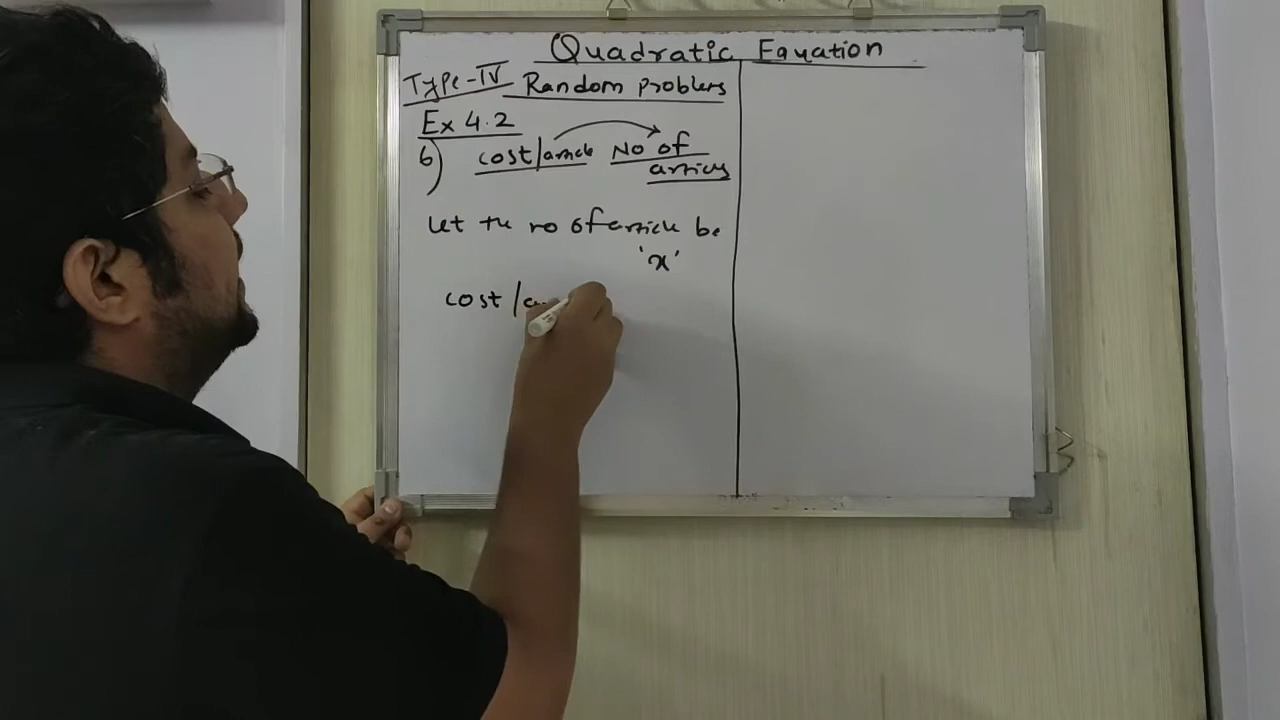 Quadratic Equation
Type-IV Random problems
Ex 4.2
6) cost/article No of
articles
Let the no of article be
'x'
cost /a